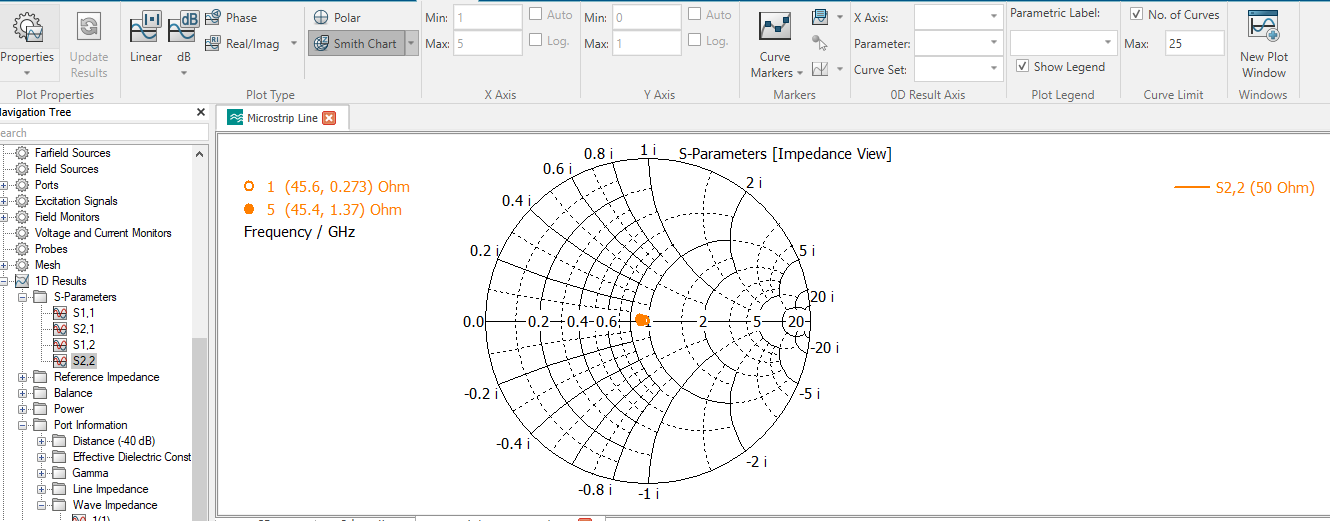 Properties
Update
Results
Plot Properties
Linear
dB
Phase
Real/Imag
Polar
Smith Chart
Plot Type
Min: 1
Max: 5
Auto
Log.
X Axis
Min: 0
Max: 1
Auto
Log.
Y Axis
Curve
Markers
Markers
X Axis:
Parameter:
Curve Set:
0D Result Axis
Parametric Label:
Show Legend
Plot Legend
No. of Curves
Max: 25
Curve Limit
New Plot
Window
Windows
Navigation Tree
earch
Farfield Sources
Field Sources
Ports
Excitation Signals
Field Monitors
Voltage and Current Monitors
Probes
Mesh
1D Results
S-Parameters
S1,1
S2,1
S1,2
S2,2
Reference Impedance
Balance
Power
Port Information
Distance (-40 dB)
Effective Dielectric Const
Gamma
Line Impedance
Wave Impedance
1(1)
Microstrip Line
S-Parameters [Impedance View]
1 (45.6, 0.273) Ohm
5 (45.4, 1.37) Ohm
Frequency / GHz
S2,2 (50 Ohm)
0.2 i
0.4 i
0.6 i
0.8 i
1 i
2 i
5 i
20 i
0.0
0.2
0.4
0.6
1
2
5
20
-20 i
-5 i
-2 i
-1 i
-0.8 i
-0.4 i
-0.2 i